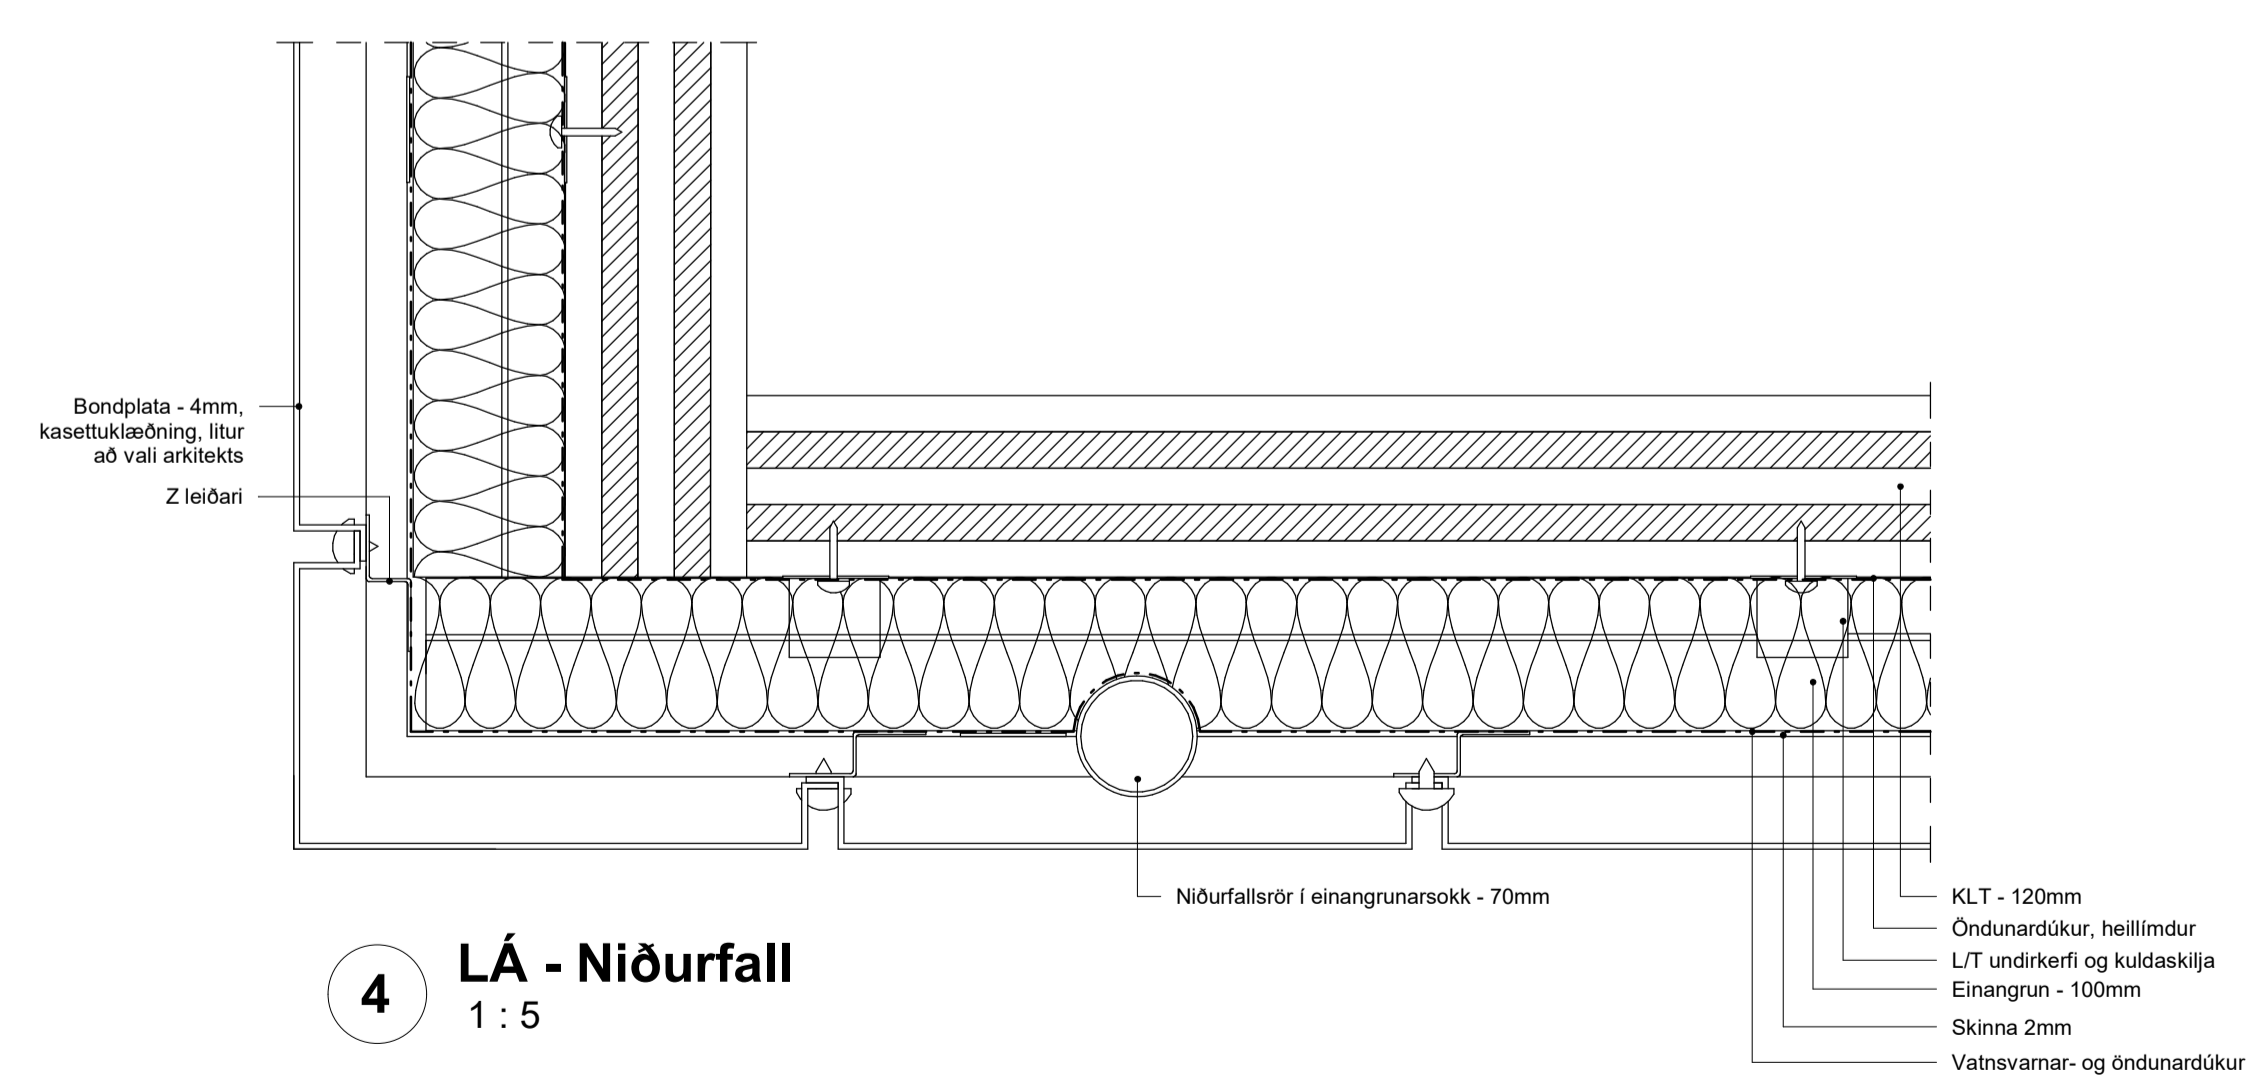 Bondplata - 4mm,
kasettuklæðning, litur
að vali arkitekts
Z leiðari
Niðurfallsrör í einangrunarsokk - 70mm
KLT - 120mm
Öndunardúkur, heillímdur
L/T undirkerfi og kuldaskilja
Einangrun - 100mm
Skinna 2mm
Vatnsvarnar- og öndunardúkur
4
LÁ - Niðurfall
1 : 5